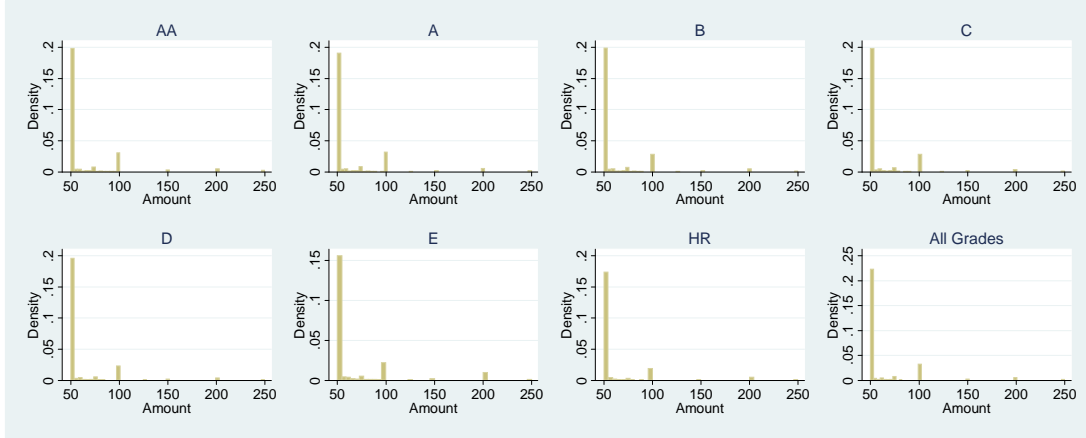 AA
Density
0 .05 .1 .15 .2
50 100 150 200 250
Amount
A
Density
0 .05 .1 .15 .2
50 100 150 200 250
Amount
B
Density
0 .05 .1 .15 .2
50 100 150 200 250
Amount
C
Density
0 .05 .1 .15 .2
50 100 150 200 250
Amount
D
Density
0 .05 .1 .15 .2
50 100 150 200 250
Amount
E
Density
0 .05 .1 .15
50 100 150 200 250
Amount
HR
Density
0 .05 .1 .15 .2
50 100 150 200 250
Amount
All Grades
Density
0 .05 .1 .15 .2 .25
50 100 150 200 250
Amount